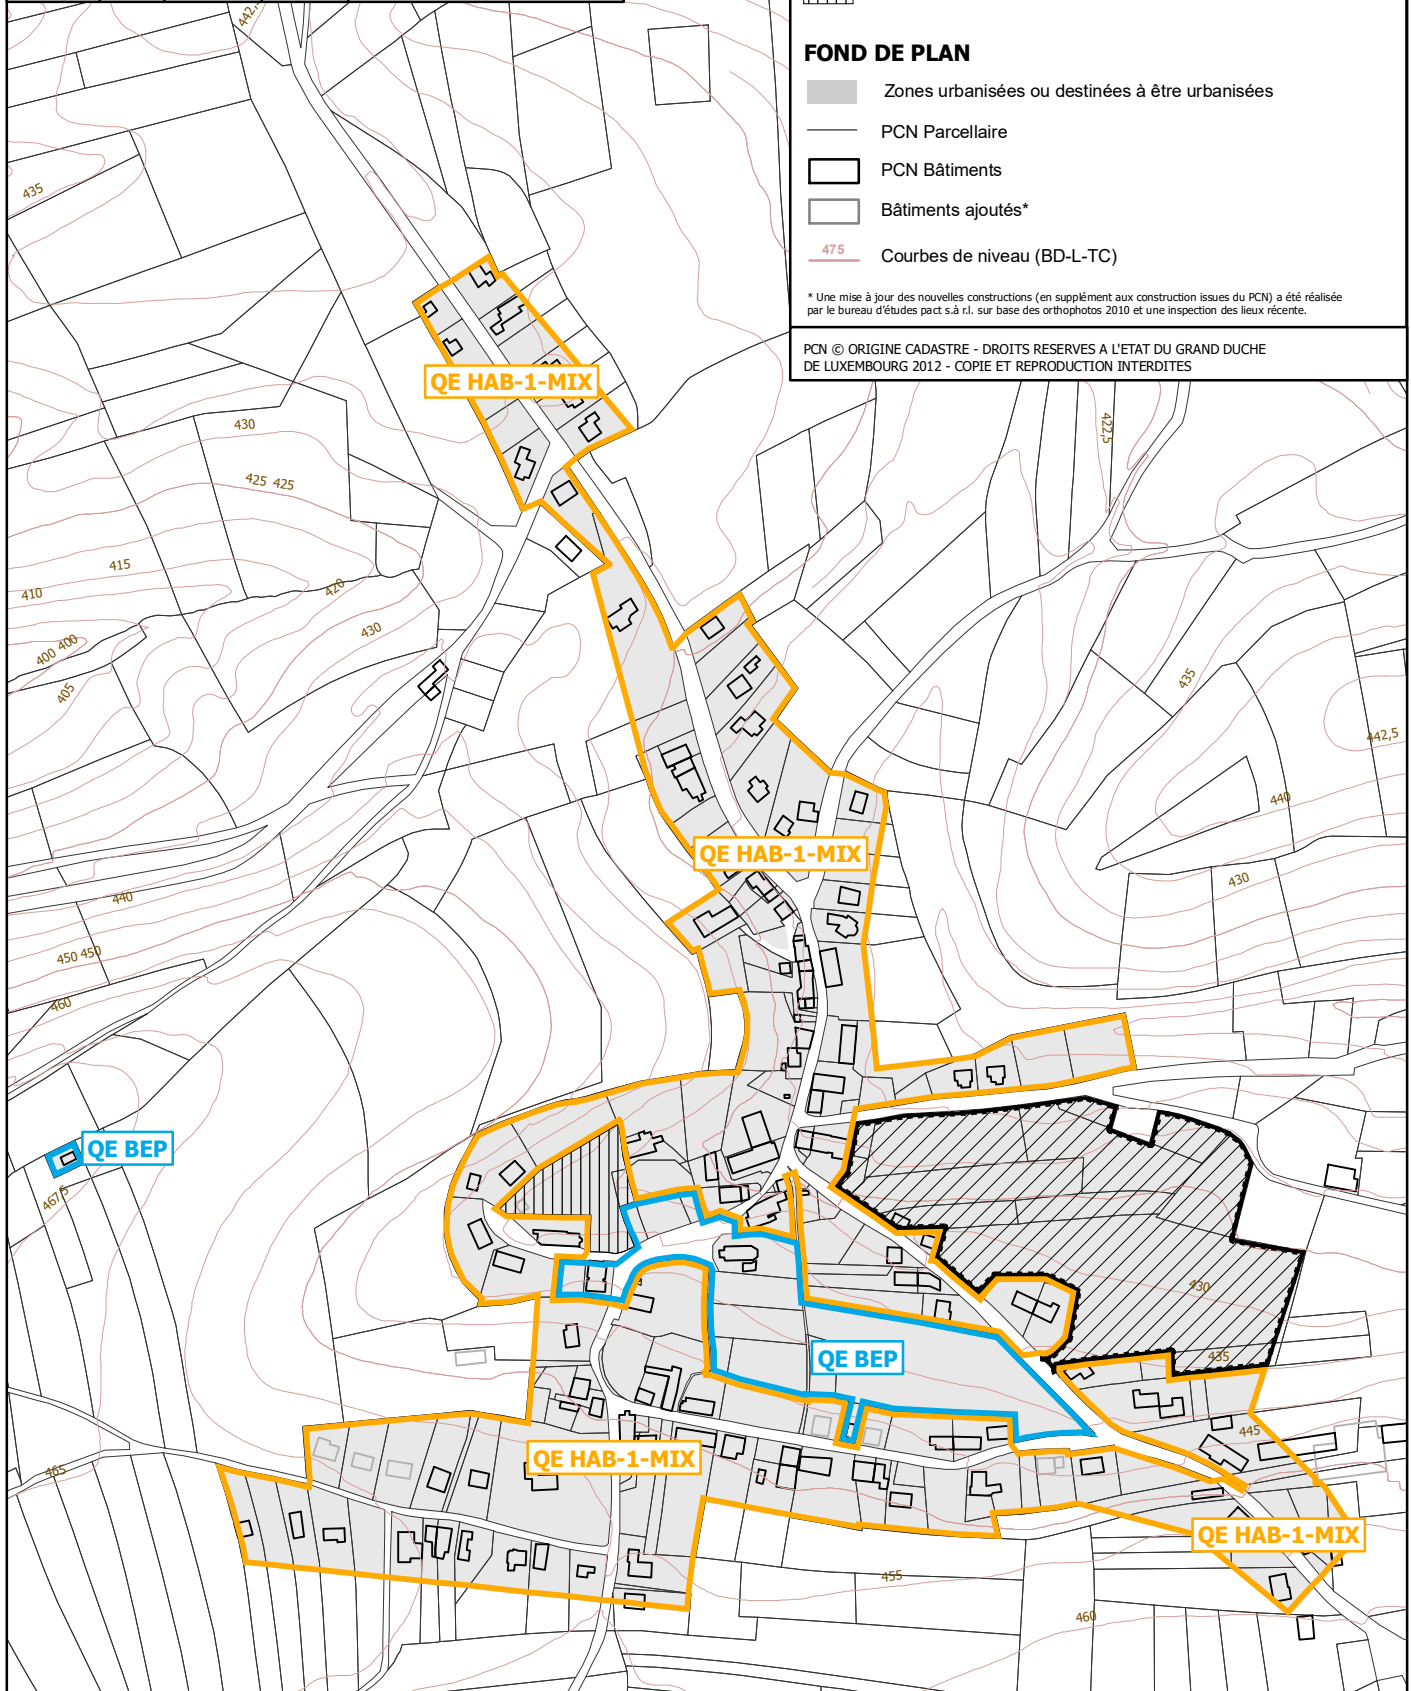 FOND DE PLAN
Zones urbanisées ou destinées à être urbanisées
PCN Parcellaire
PCN Bâtiments
Bâtiments ajoutés*
475
Courbes de niveau (BD-L-TC)
* Une mise à jour des nouvelles constructions (en supplément aux construction issues du PCN) a été réalisée
par le bureau d'études pact s.à r.l. sur base des orthophotos 2010 et une inspection des lieux récente.
PCN © ORIGINE CADASTRE - DROITS RESERVES A L'ETAT DU GRAND DUCHE
DE LUXEMBOURG 2012 - COPIE ET REPRODUCTION INTERDITES
435
QE HAB-1-MIX
430
422,5
425 425
415
420
410
430
400 400
405
435
442,5
440
QE HAB-1-MIX
430
440
450 450
460
QE BEP
467,5
430
435
QE BEP
445
QE HAB-1-MIX
465
QE HAB-1-MIX
455
460